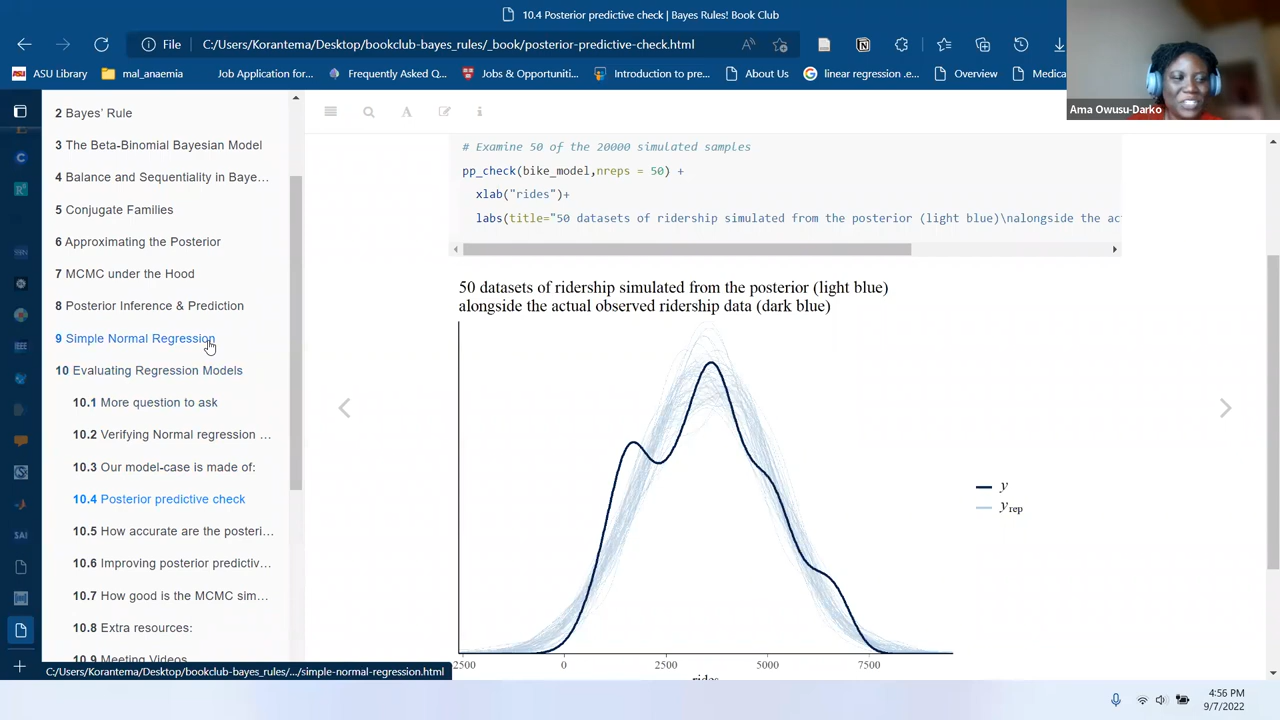 10.4 Posterior predictive check | Bayes Rules! Book Club
File
C:/Users/Korantema/Desktop/bookclub-bayes_rules/_book/posterior-predictive-check.html
ASU Library
mal_anaemia
Job Application for...
Frequently Asked Q...
Jobs & Opportuniti...
Introduction to pre...
About Us
linear regression .e...
Overview
Medica
Ama Owusu-Darko
2 Bayes’ Rule
3 The Beta-Binomial Bayesian Model
4 Balance and Sequentiality in Baye...
5 Conjugate Families
6 Approximating the Posterior
7 MCMC under the Hood
8 Posterior Inference & Prediction
9 Simple Normal Regression
10 Evaluating Regression Models
10.1 More question to ask
10.2 Verifying Normal regression ...
10.3 Our model-case is made of:
10.4 Posterior predictive check
10.5 How accurate are the posteri...
10.6 Improving posterior predictiv...
10.7 How good is the MCMC sim...
10.8 Extra resources:
10.9 Meeting Videos
# Examine 50 of the 20000 simulated samples
pp_check(bike_model,nreps = 50) +
xlab("rides")+
labs(title="50 datasets of ridership simulated from the posterior (light blue)\nalongside the ac
50 datasets of ridership simulated from the posterior (light blue)
alongside the actual observed ridership data (dark blue)
y
yrep
2500 0 2500 5000 7500
rides
C:/Users/Korantema/Desktop/bookclub-bayes_rules/.../simple-normal-regression.html
4:56 PM
9/7/2022